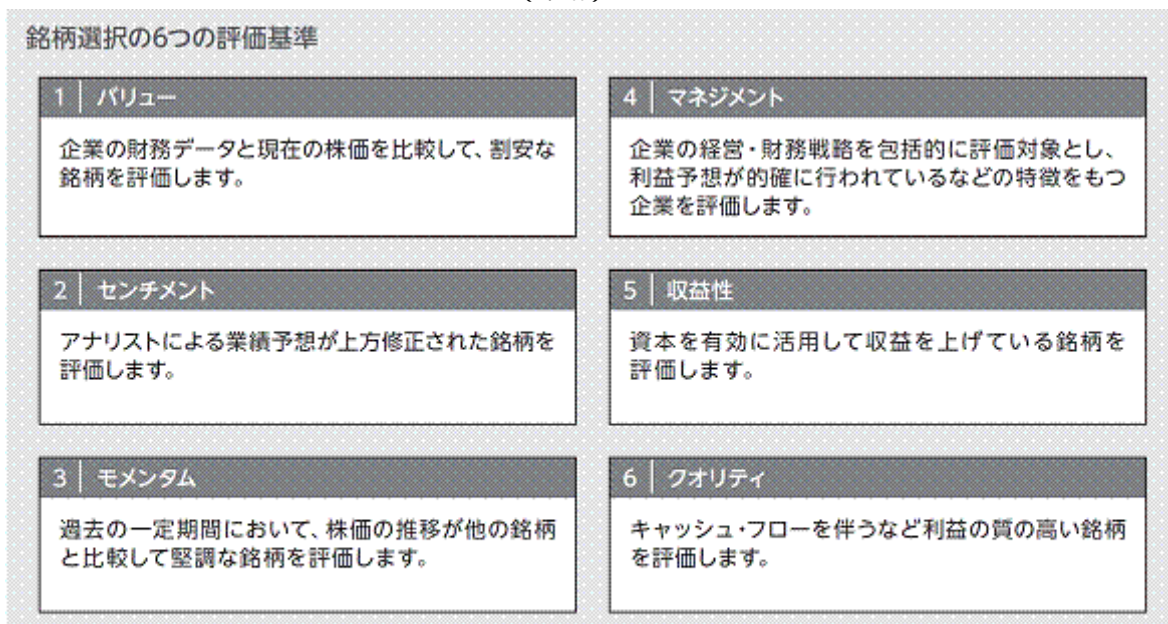 銘柄選択の6つの評価基準
1 | バリュー
企業の財務データと現在の株価を比較して、割安な
銘柄を評価します。
2 | センチメント
アナリストによる業績予想が上方修正された銘柄を
評価します。
3 | モメンタム
過去の一定期間において、株価の推移が他の銘柄
と比較して堅調な銘柄を評価します。
4 | マネジメント
企業の経営・財務戦略を包括的に評価対象とし、
利益予想が的確に行われているなどの特徴をもつ
企業を評価します。
5 | 収益性
資本を有効に活用して収益を上げている銘柄を
評価します。
6 | クオリティ
キャッシュ・フローを伴うなど利益の質の高い銘柄
を評価します。